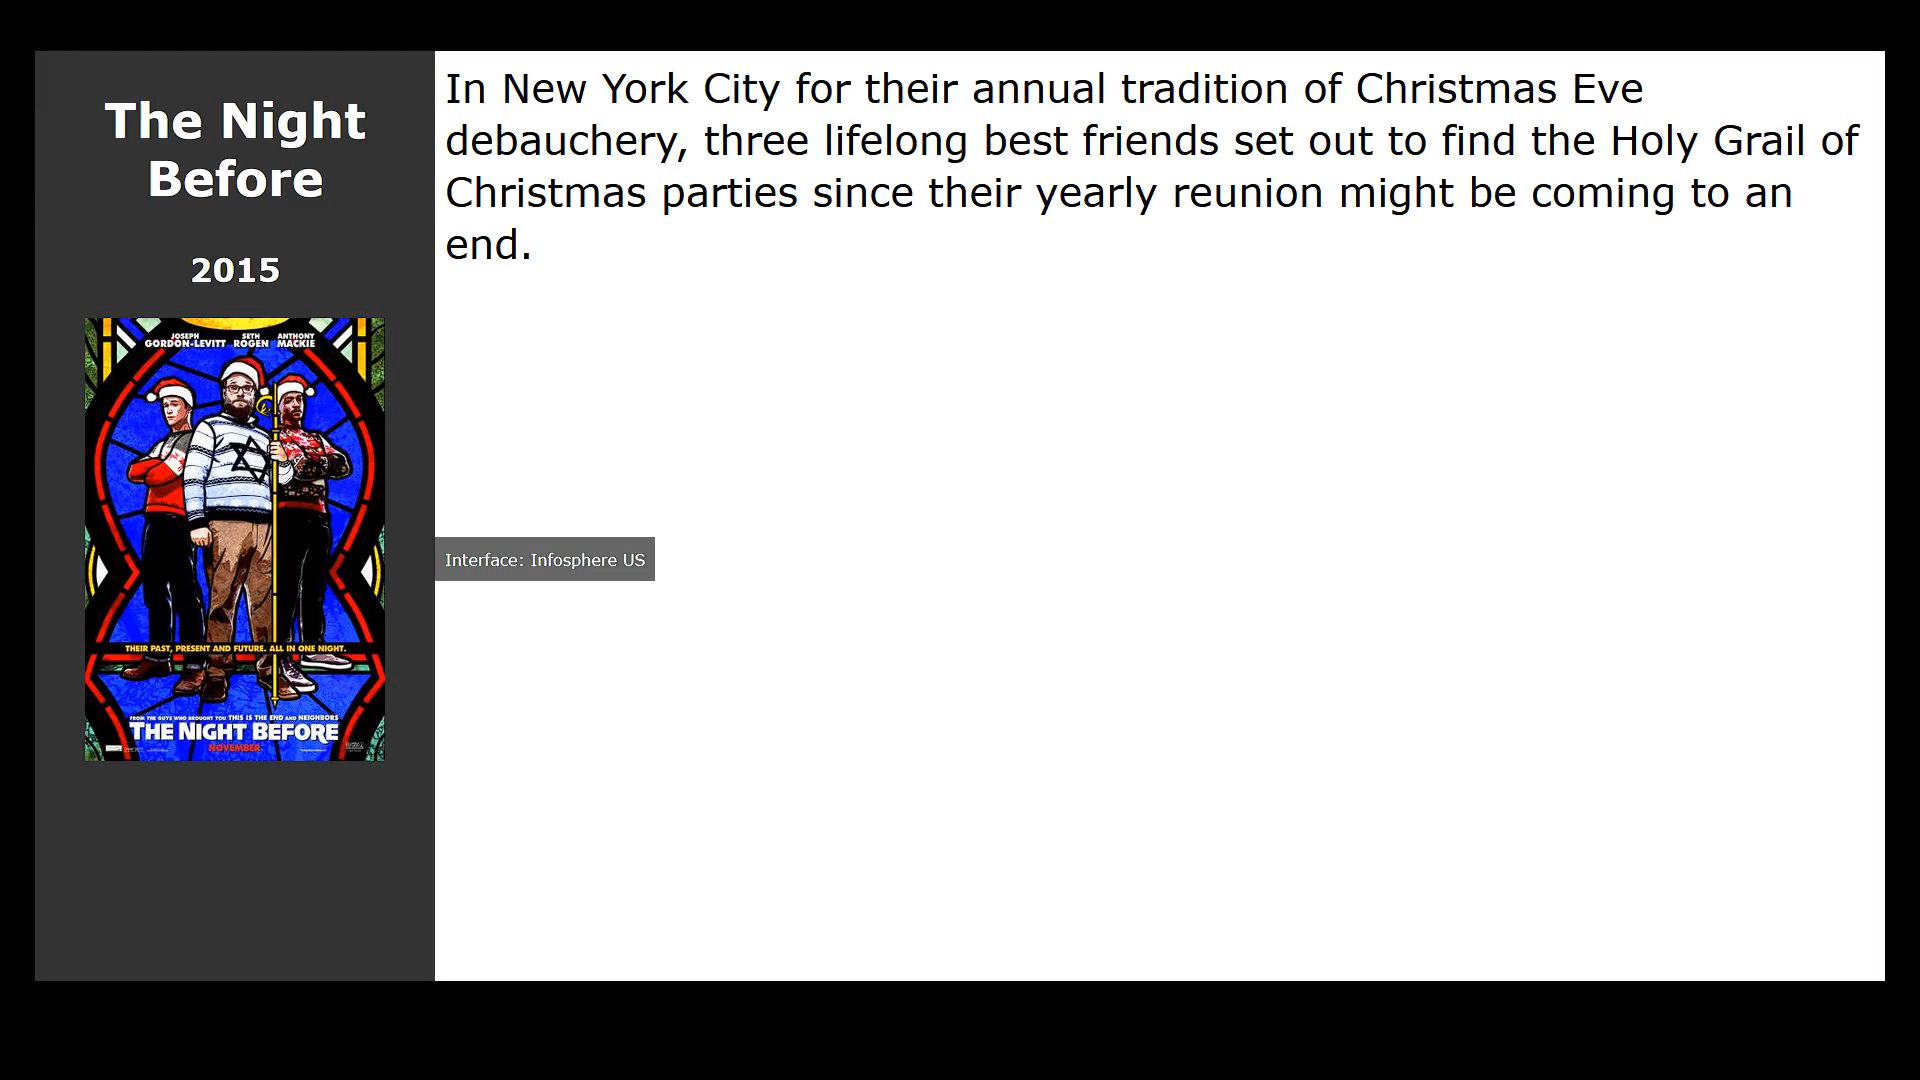 The Night
Before
2015
JOSEPH GORDON-LEVITT SETH ROGEN ANTHONY MACKIE
THEIR PAST, PRESENT AND FUTURE. ALL IN ONE NIGHT.
FROM THE GUYS WHO BROUGHT YOU THIS IS THE END AND NEIGHBORS
THE NIGHT BEFORE
NOVEMBER
In New York City for their annual tradition of Christmas Eve
debauchery, three lifelong best friends set out to find the Holy Grail of
Christmas parties since their yearly reunion might be coming to an
end.
Interface: Infosphere US